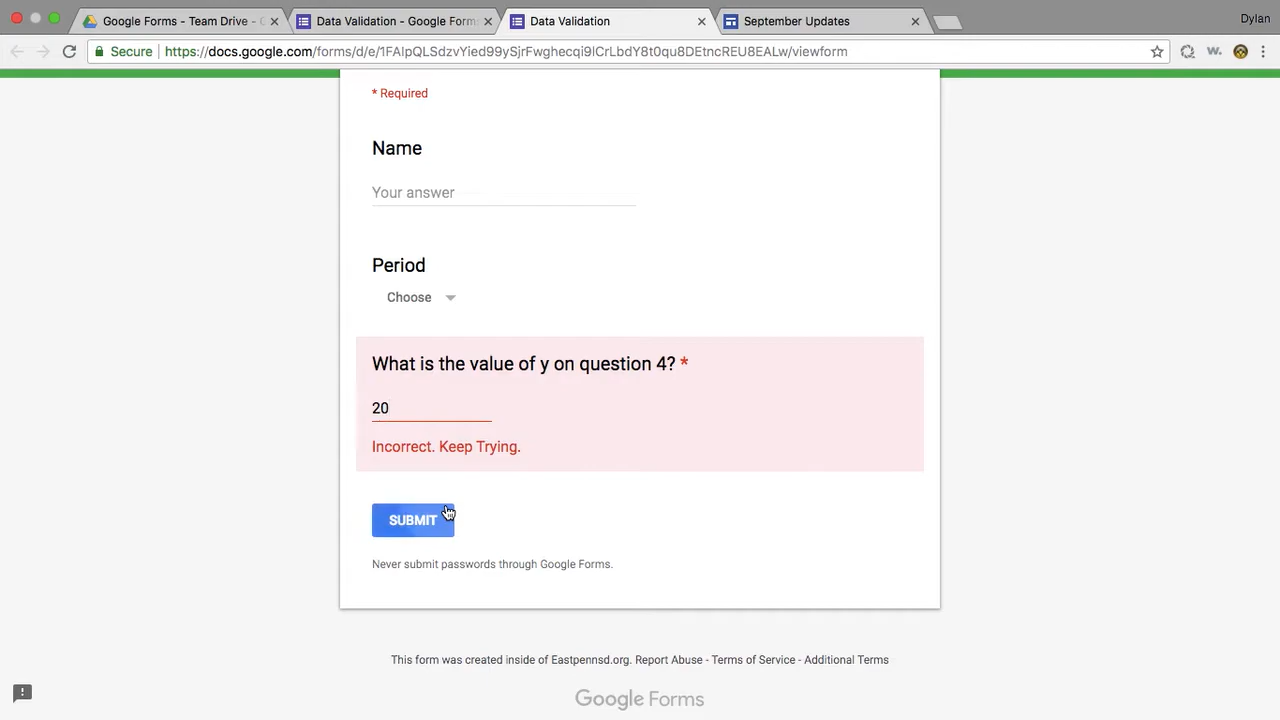 Google Forms - Team Drive - G
Data Validation - Google Forms
Data Validation
September Updates
Dylan
Secure
https://docs.google.com/forms/d/e/1FAIpQLSdzvYied99ySjrFwghecqi9ICrLbdY8t0qu8DEtncREU8EALw/viewform
* Required
Name
Your answer
Period
Choose
What is the value of y on question 4? *
20
Incorrect. Keep Trying.
SUBMIT
Never submit passwords through Google Forms.
This form was created inside of Eastpennsd.org. Report Abuse - Terms of Service - Additional Terms
Google Forms